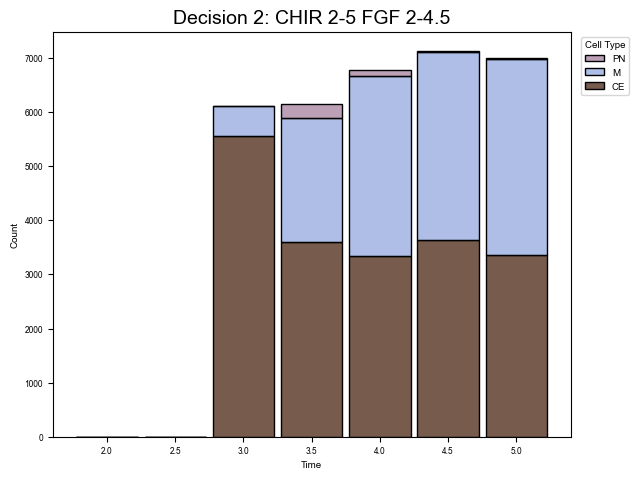 Decision 2: CHIR 2-5 FGF 2-4.5
Cell Type
PN
M
CE
Count
7000
6000
5000
4000
3000
2000
1000
0
2.0 2.5 3.0 3.5 4.0 4.5 5.0
Time